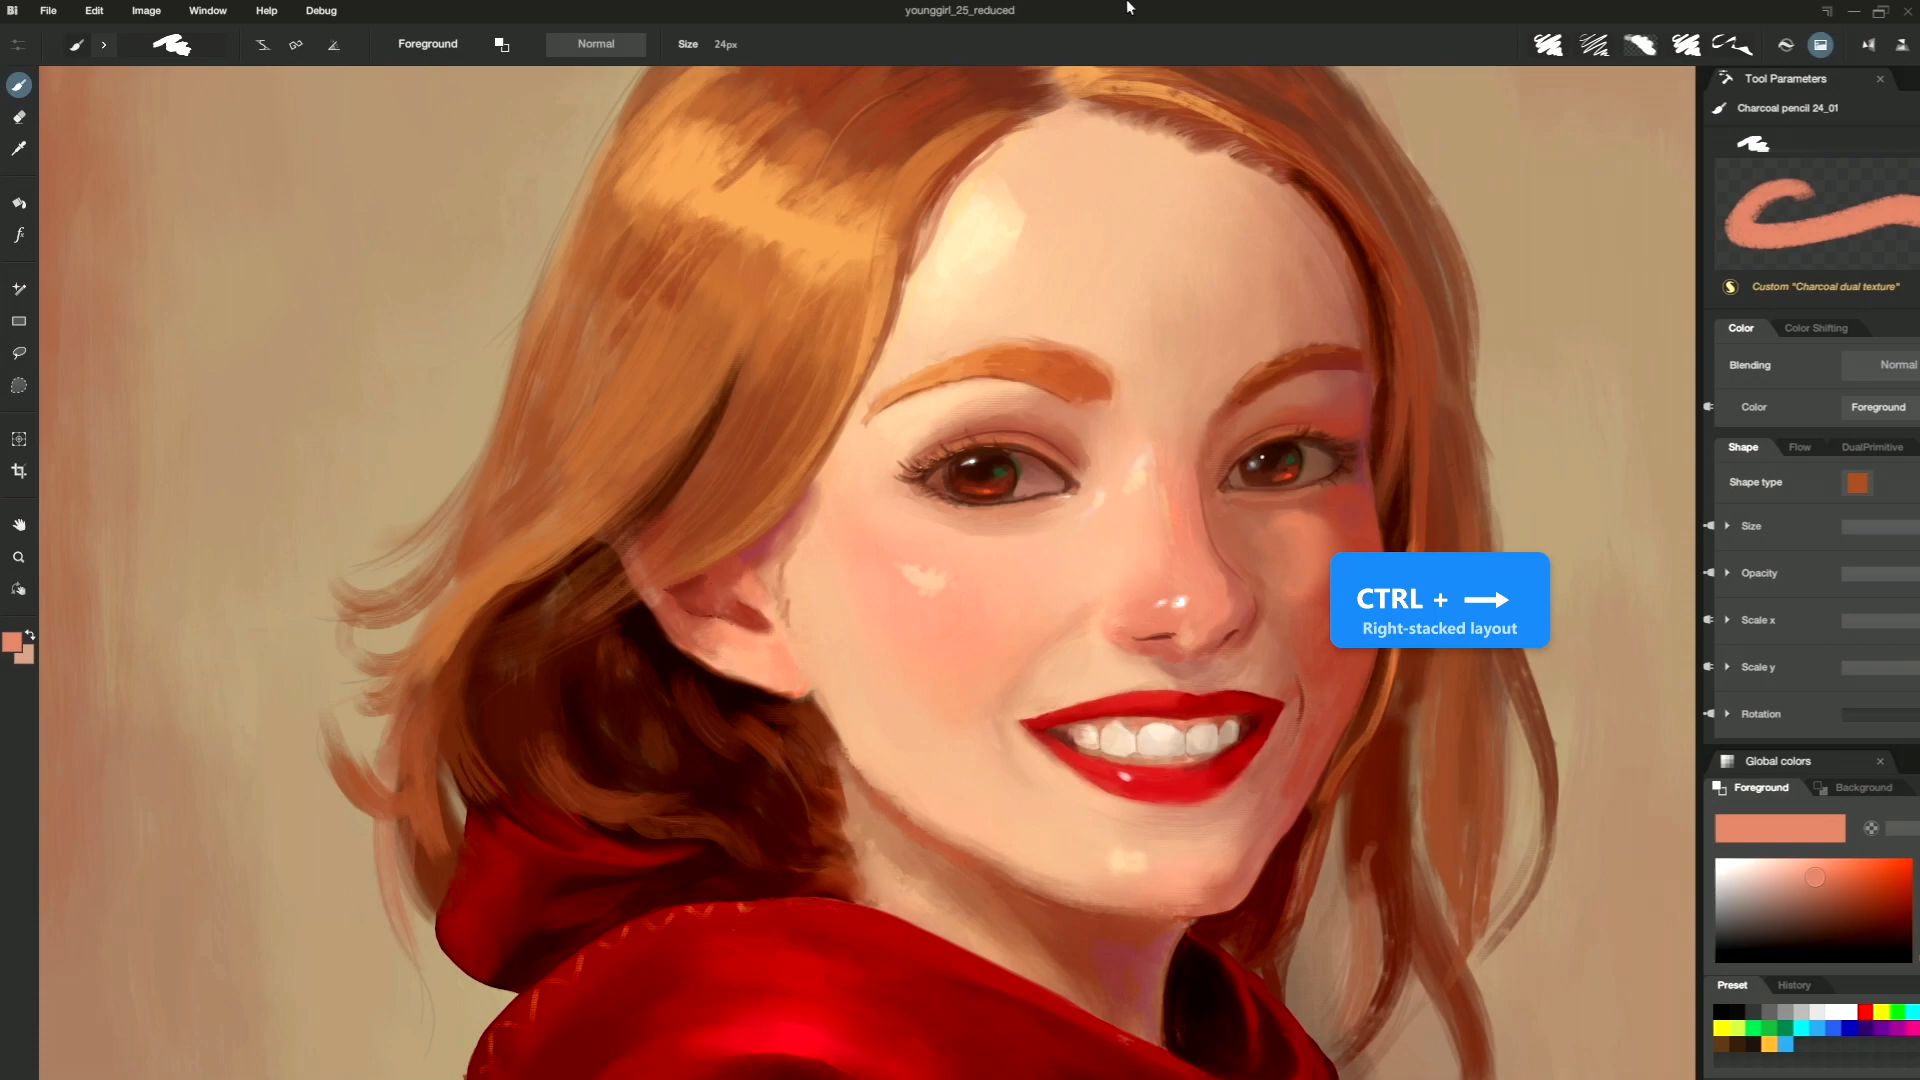 Bi File Edit Image Window Help Debug younggirl_25_reduced
Foreground Normal Size 24px
Tool Parameters
Charcoal pencil 24_01
Custom "Charcoal dual texture"
Color Color Shifting
Blending Normal
Color Foreground
Shape Flow DualPrimitive
Shape type
Size
Opacity
CTRL +
Right-stacked layout
Scale x
Scale y
Rotation
Global colors
Foreground Background
Preset History